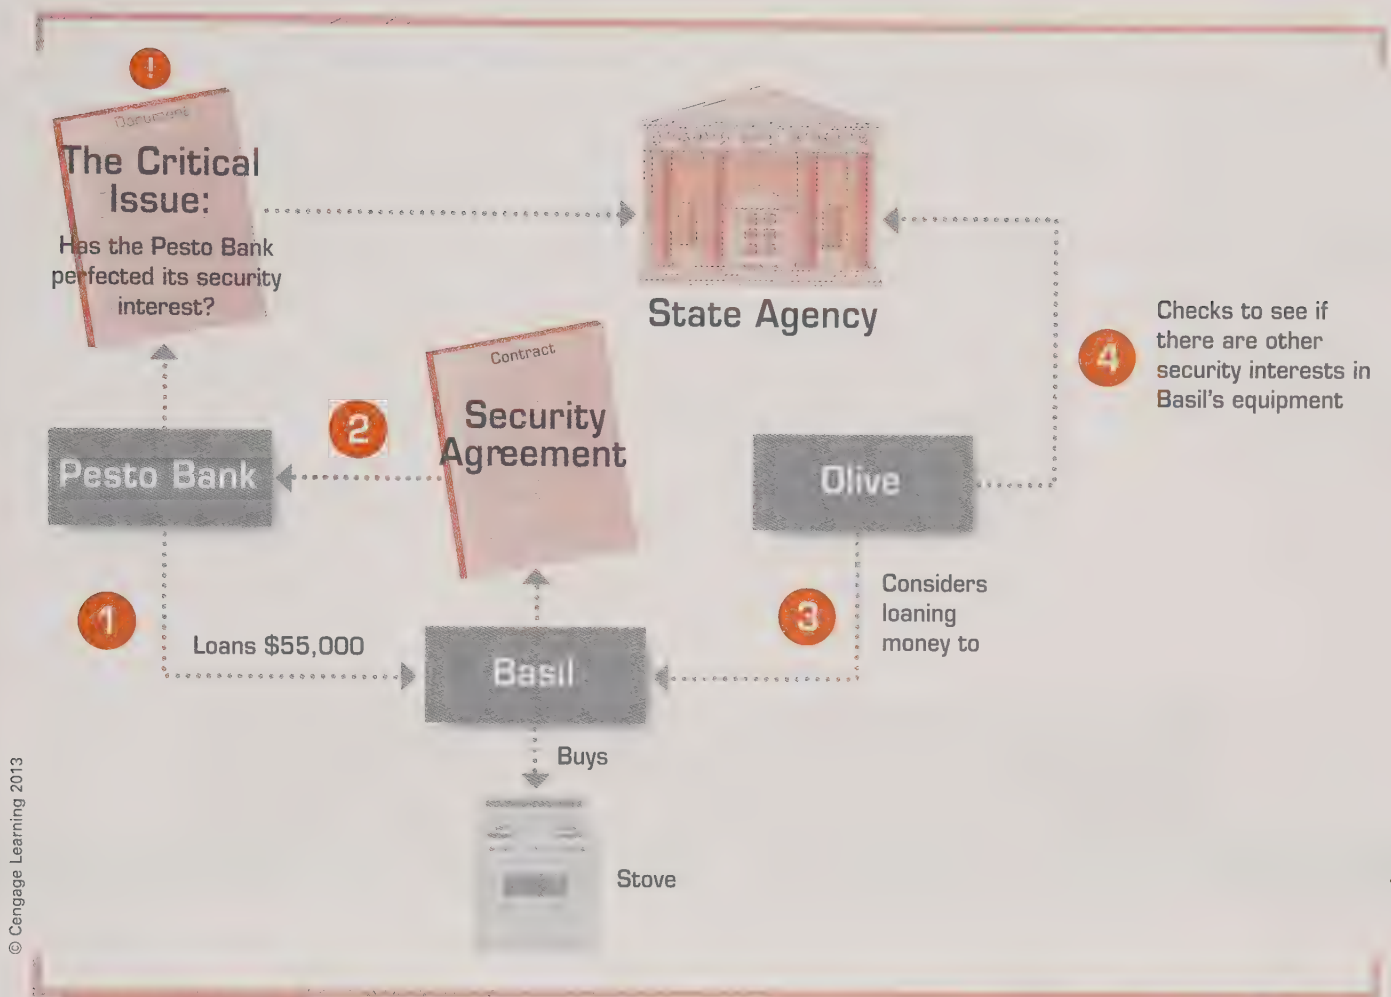 !
Document
The Critical
Issue:
Has the Pesto Bank
perfected its security
interest?
State Agency
Contract
Security
Agreement
2
Pesto Bank
Olive
4
Checks to see if
there are other
security interests in
Basil's equipment
1
Loans $55,000
Basil
3
Considers
loaning
money to
Buys
Stove
© Cengage Learning 2013